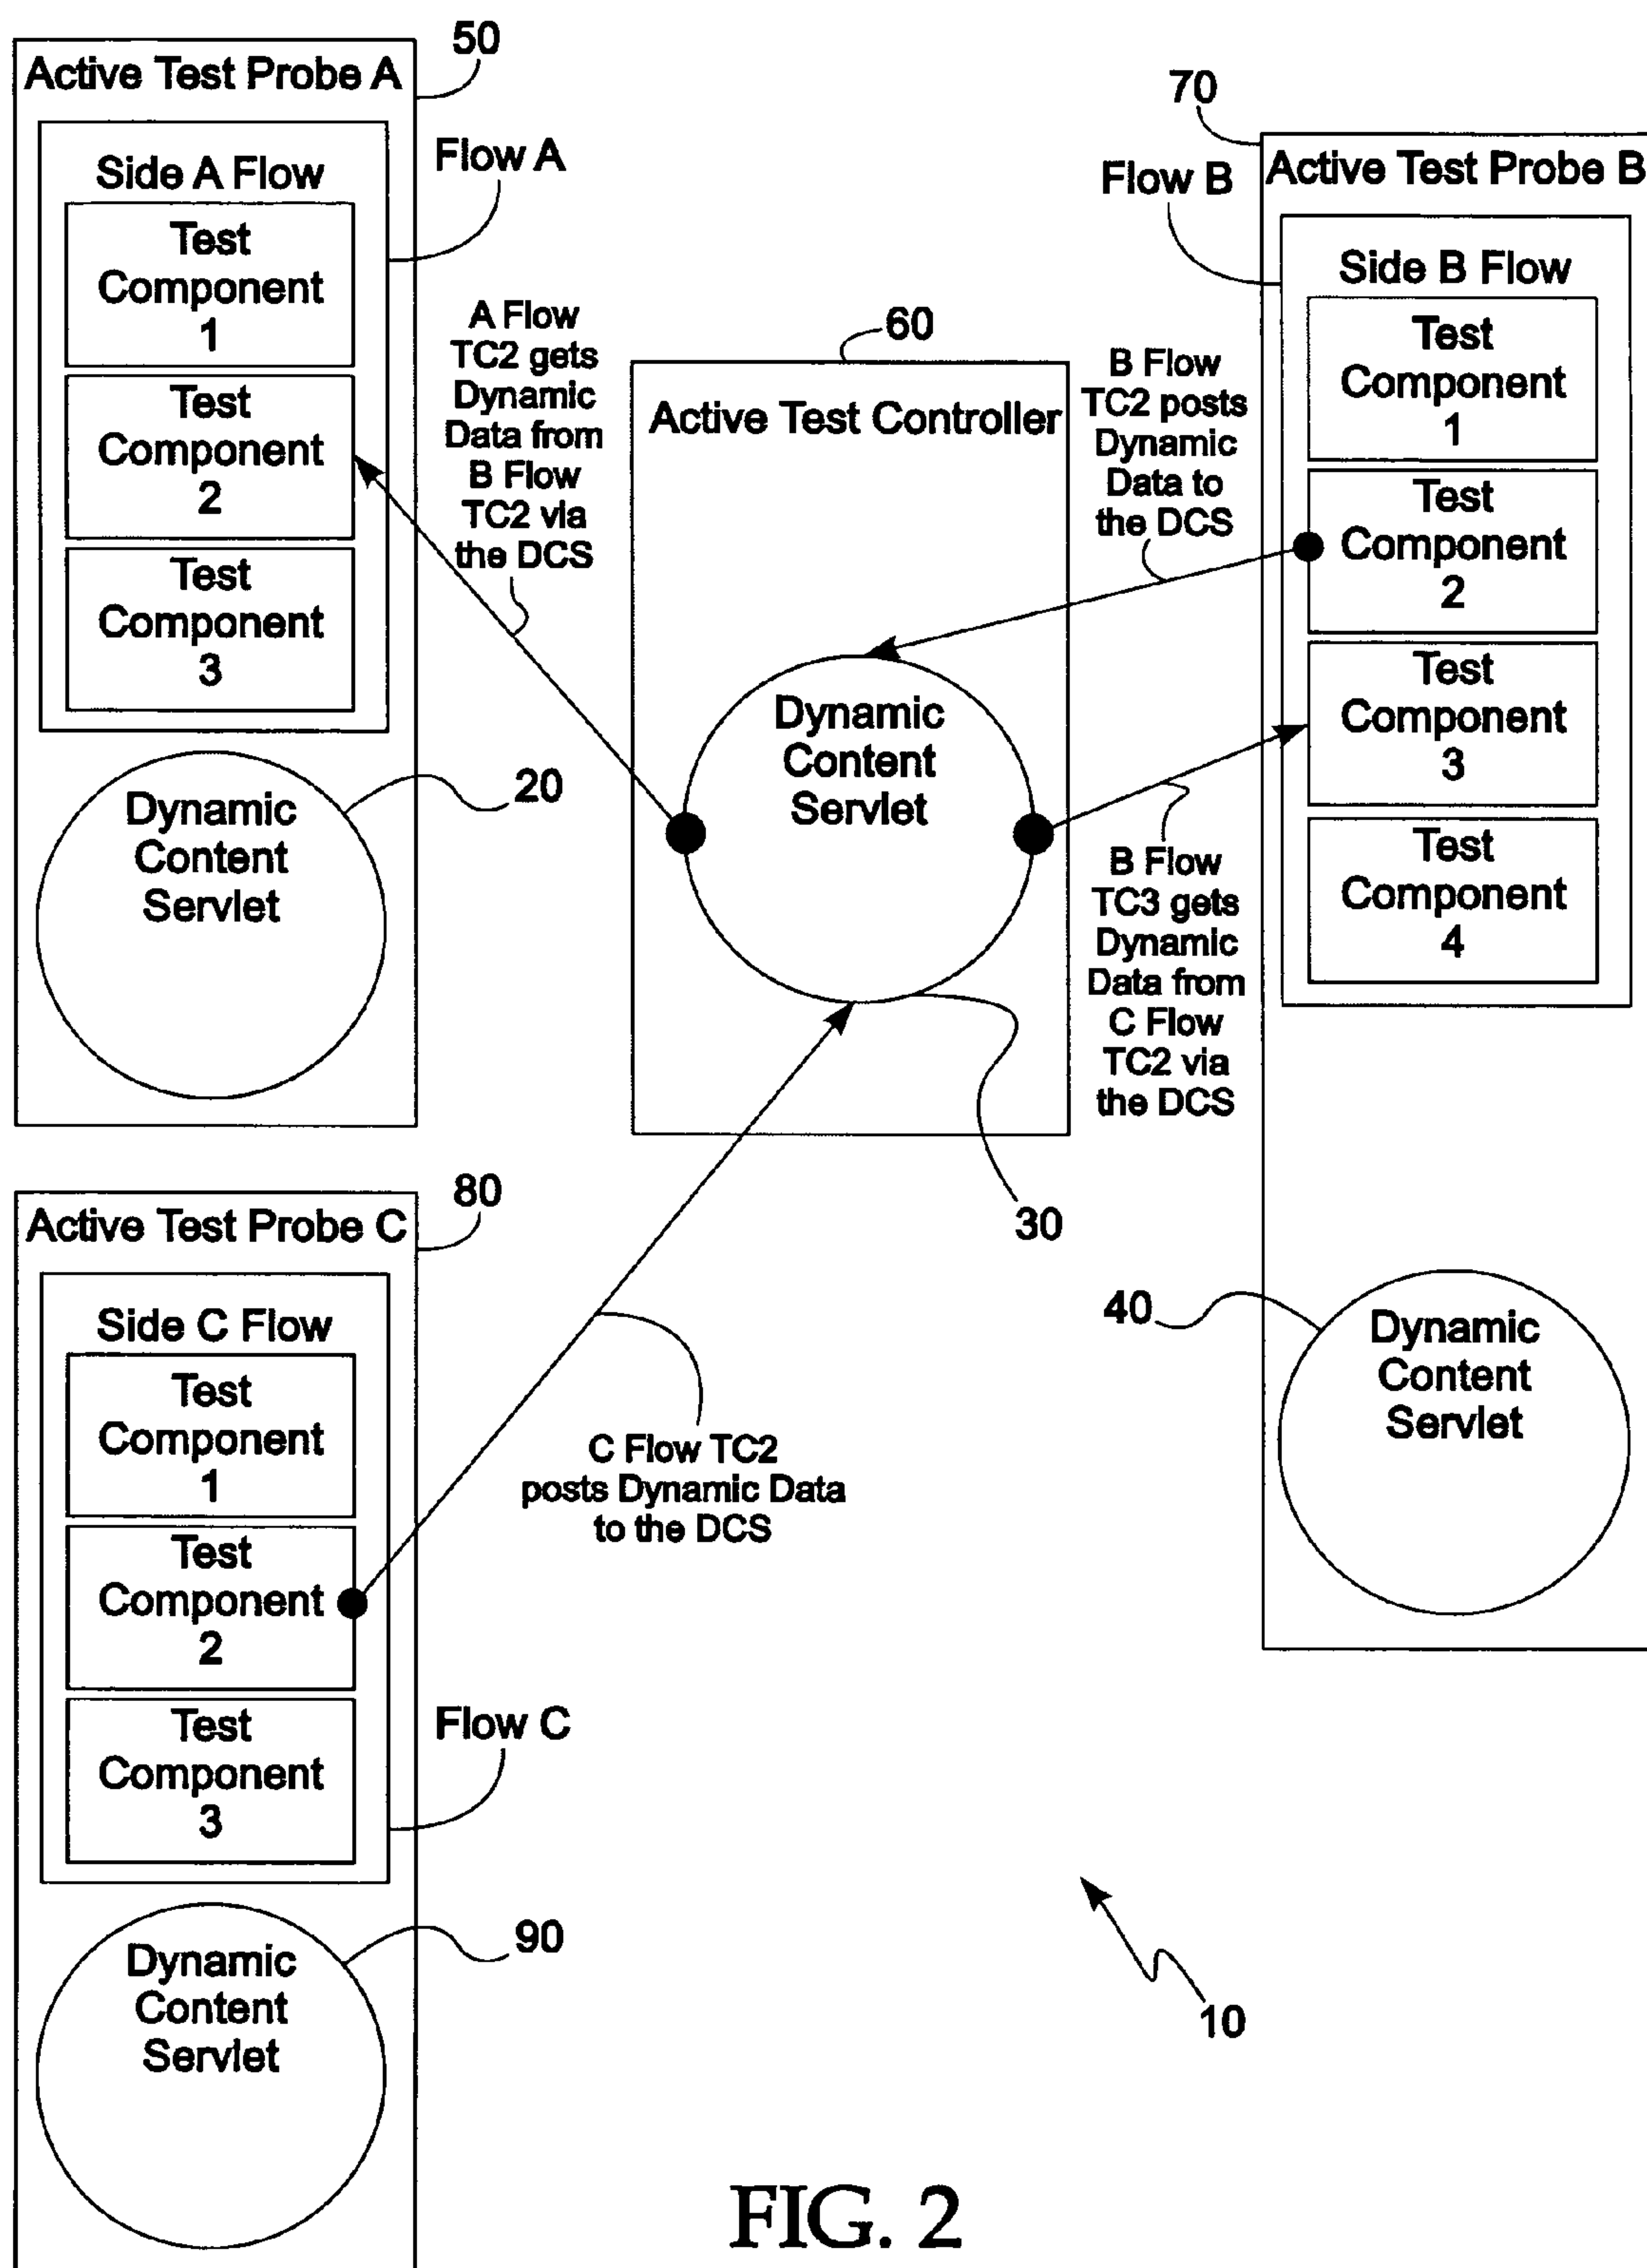 50
Active Test Probe A
Flow A
Side A Flow
Test
Component
1
Test
Component
2
Test
Component
3
Dynamic
Content
Servlet
20
A Flow
TC2 gets
Dynamic
Data from
B Flow
TC2 via
the DCS
60
Active Test Controller
Dynamic
Content
Servlet
30
B Flow
TC2 posts
Dynamic
Data to
the DCS
B Flow
TC3 gets
Dynamic
Data from
C Flow
TC2 via
the DCS
70
Active Test Probe B
Flow B
Side B Flow
Test
Component
1
Test
Component
2
Test
Component
3
Test
Component
4
40
Dynamic
Content
Servlet
80
Active Test Probe C
Side C Flow
Test
Component
1
Test
Component
2
Test
Component
3
Flow C
C Flow TC2
posts Dynamic Data
to the DCS
Dynamic
Content
Servlet
90
10
FIG. 2